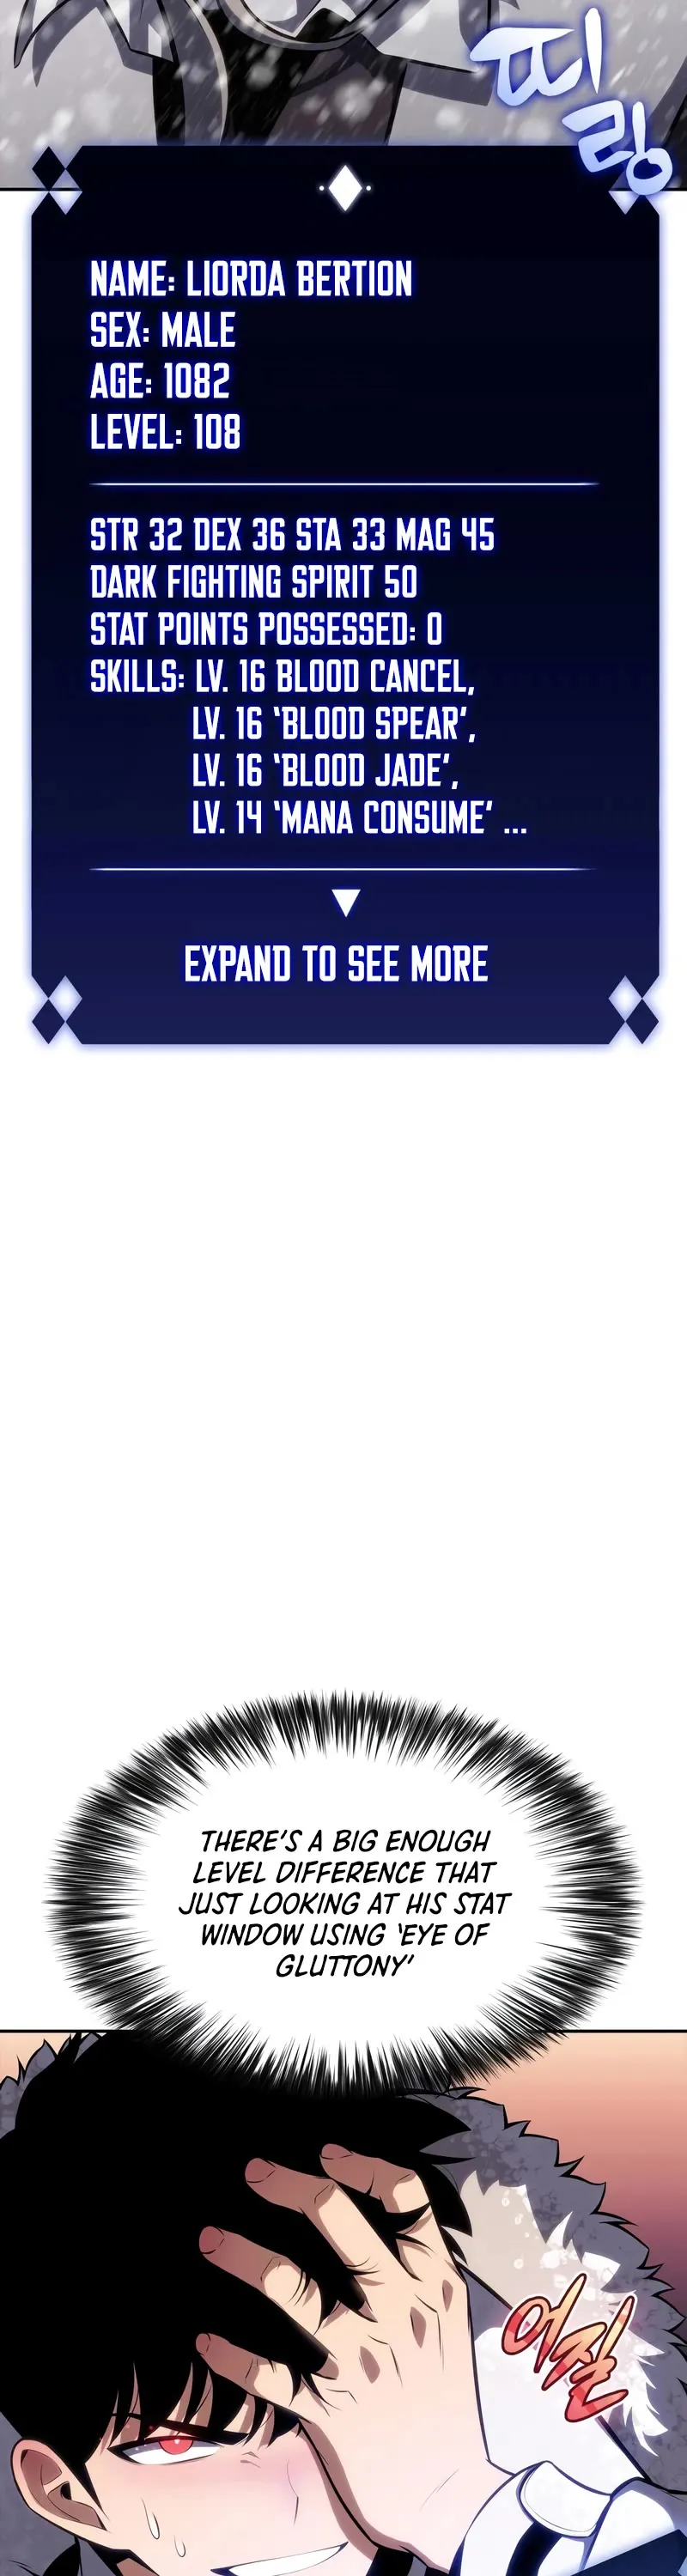 띠
링
NAME: LIORDA BERTION
SEX: MALE
AGE: 1082
LEVEL: 108
STR 32 DEX 36 STA 33 MAG 45
DARK FIGHTING SPIRIT 50
STAT POINTS POSSESSED: 0
SKILLS: LV. 16 BLOOD CANCEL,
LV. 16 ‘BLOOD SPEAR’,
LV. 16 ‘BLOOD JADE’,
LV. 14 ‘MANA CONSUME’ ...
EXPAND TO SEE MORE
THERE'S A BIG ENOUGH
LEVEL DIFFERENCE THAT
JUST LOOKING AT HIS STAT
WINDOW USING ‘EYE OF
GLUTTONY’
어질